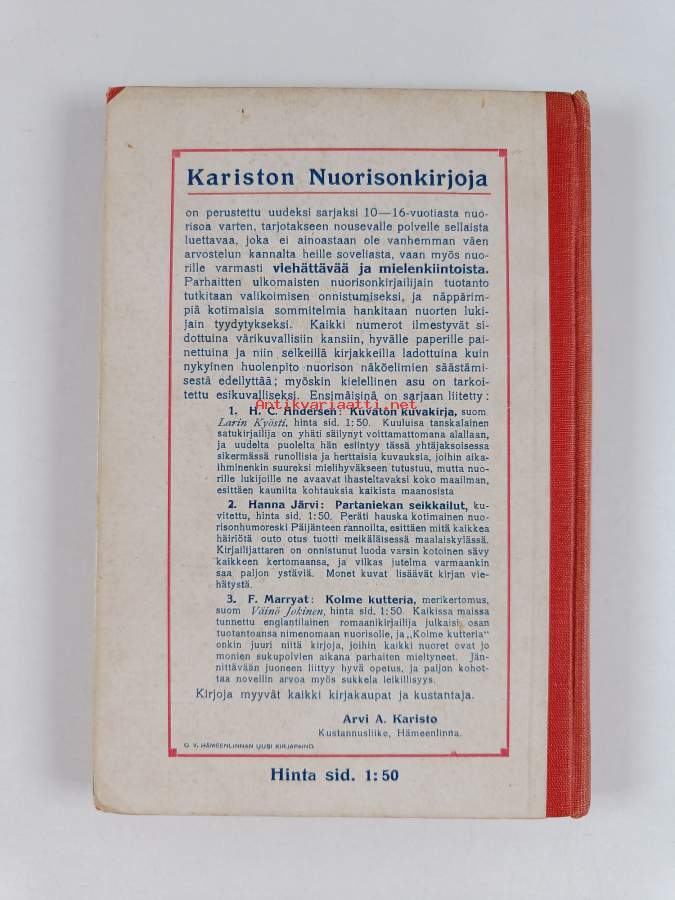 Kariston Nuorisonkirjoja
on perustettu uudeksi sarjaksi 10—16-vuotiasta nuo-
risoa varten, tarjotakseen nousevalle polvelle sellaista
luettavaa, joka ei ainoastaan ole vanhemman väen
arvostelun kannalta heille soveliasta, vaan myös nuo-
rille varmasti viehättävää ja mielenkiintoista.
Parhaitten ulkomaisten nuorisonkirjailijain tuotanto
tutkitaan valikoimisen onnistumiseksi, ja näppärim-
piä kotimaisia sommitelmia hankitaan nuorten luki-
jain tyydytykseksi. Kaikki numerot ilmestyvät si-
dottuina värikuvallisiin kansiin, hyvälle paperille pai-
nettuina ja niin selkeillä kirjakkeilla ladottuina kuin
nykyinen huolenpito nuorison näköelimien säästämi-
sestä edellyttää; myöskin kielellinen asu on tarkoi-
tettu esikuvalliseksi. Ensimäisinä on sarjaan liitetty:
Antikvariaatti.net
1. H. C. Andersen: Kuvaton kuvakirja, suom.
Larin Kyösti, hinta sid. 1:50. Kuuluisa tanskalainen
satukirjailija on yhäti säilynyt voittamattomana alallaan,
ja uudelta puolelta hän esiintyy tässä yhtäjaksoisessa
sikermässä runollisia ja herttaisia kuvauksia, joihin aika-
ihminenkin suureksi mielihyväkseen tutustuu, mutta nuo-
rille lukijoille ne avaavat ihasteltavaksi koko maailman,
esittäen kauniita kohtauksia kaikista maanosista
2. Hanna Järvi: Partaniekan seikkailut, ku-
vitettu, hinta sid. 1:50. Peräti hauska kotimainen nuo-
risonhumoreski Päijänteen rannoilta, esittäen mitä kaikkea
häiriötä outo otus tuotti meikäläisessä maalaiskylässä.
Kirjailijattaren on onnistunut luoda varsin kotoinen sävy
kaikkeen kertomaansa, ja vilkas jutelma varmaankin
saa paljon ystäviä. Monet kuvat lisäävät kirjan vie-
hätystä.
3. F. Marryat: Kolme kutteria, merikertomus,
suom Väinö Jokinen, hinta sid. 1:50. Kaikissa maissa
tunnettu englantilainen romaanikirjailija julkaisi osan
tuotantoansa nimenomaan nuorisolle, ja „Kolme kutteria“
onkin juuri niitä kirjoja, joihin kaikki nuoret ovat jo
monien sukupolvien aikana parhaiten mieltyneet. Jän-
nittävään juoneen liittyy hyvä opetus, ja paljon kohot-
taa novellin arvoa myös sukkela leikillisyys.
Kirjoja myyvät kaikki kirjakaupat ja kustantaja.
Arvi A. Karisto
Kustannusliike, Hämeenlinna.
O. Y. HÄMEENLINNAN UUSI KIRJAPAINO
Hinta sid. 1:50